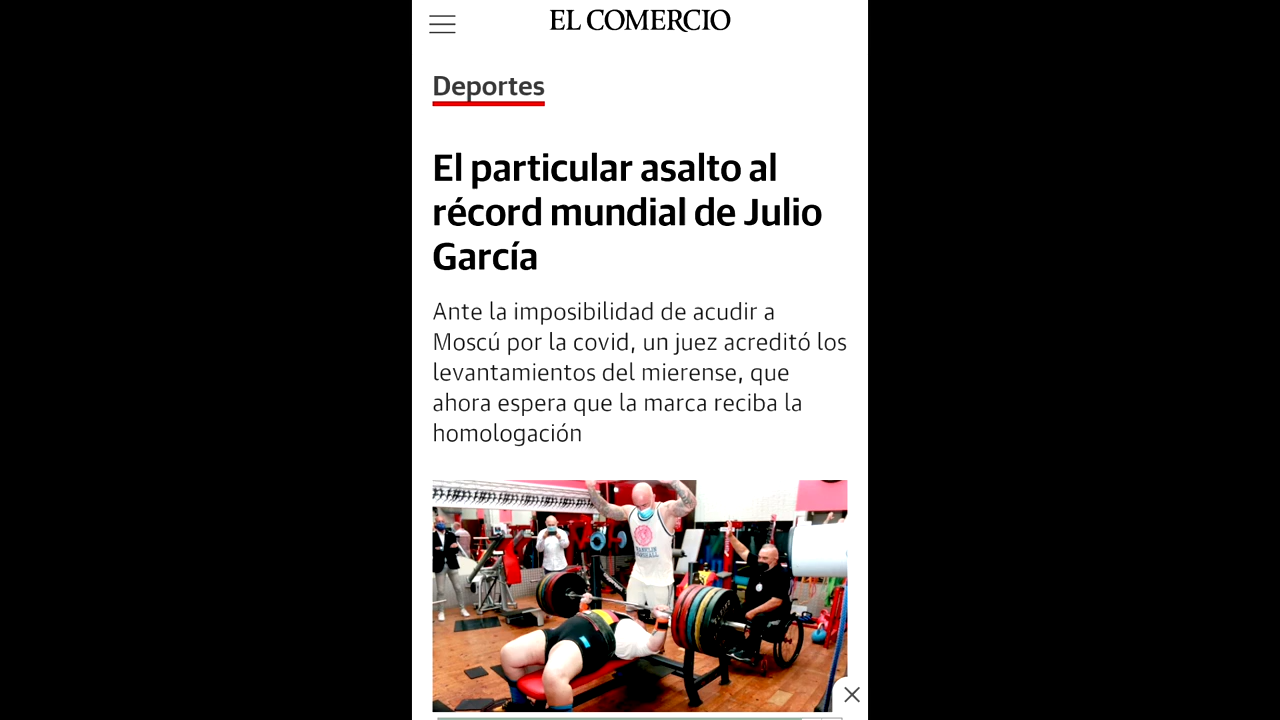 EL COMERCIO
Deportes
El particular asalto al
récord mundial de Julio
García
Ante la imposibilidad de acudir a
Moscú por la covid, un juez acreditó los
levantamientos del mierense, que
ahora espera que la marca reciba la
homologación